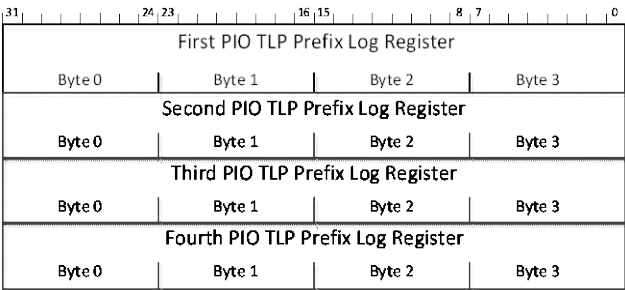 31 24 23 16 15 8 7 0
First PIO TLP Prefix Log Register
Byte 0 Byte 1 Byte 2 Byte 3
Second PIO TLP Prefix Log Register
Byte 0 Byte 1 Byte 2 Byte 3
Third PIO TLP Prefix Log Register
Byte 0 Byte 1 Byte 2 Byte 3
Fourth PIO TLP Prefix Log Register
Byte 0 Byte 1 Byte 2 Byte 3